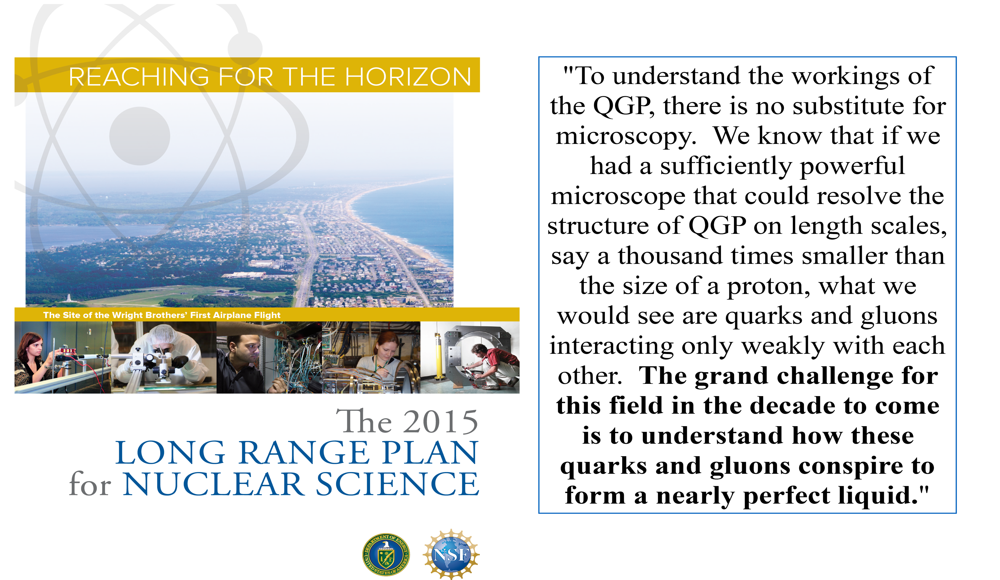 REACHING FOR THE HORIZON
The Site of the Wright Brothers’ First Airplane Flight
The 2015
LONG RANGE PLAN
for NUCLEAR SCIENCE
DEPARTMENT OF ENERGY
UNITED STATES OF AMERICA
NSF
"To understand the workings of
the QGP, there is no substitute for
microscopy.  We know that if we
had a sufficiently powerful
microscope that could resolve the
structure of QGP on length scales,
say a thousand times smaller than
the size of a proton, what we
would see are quarks and gluons
interacting only weakly with each
other.  The grand challenge for
this field in the decade to come
is to understand how these
quarks and gluons conspire to
form a nearly perfect liquid."